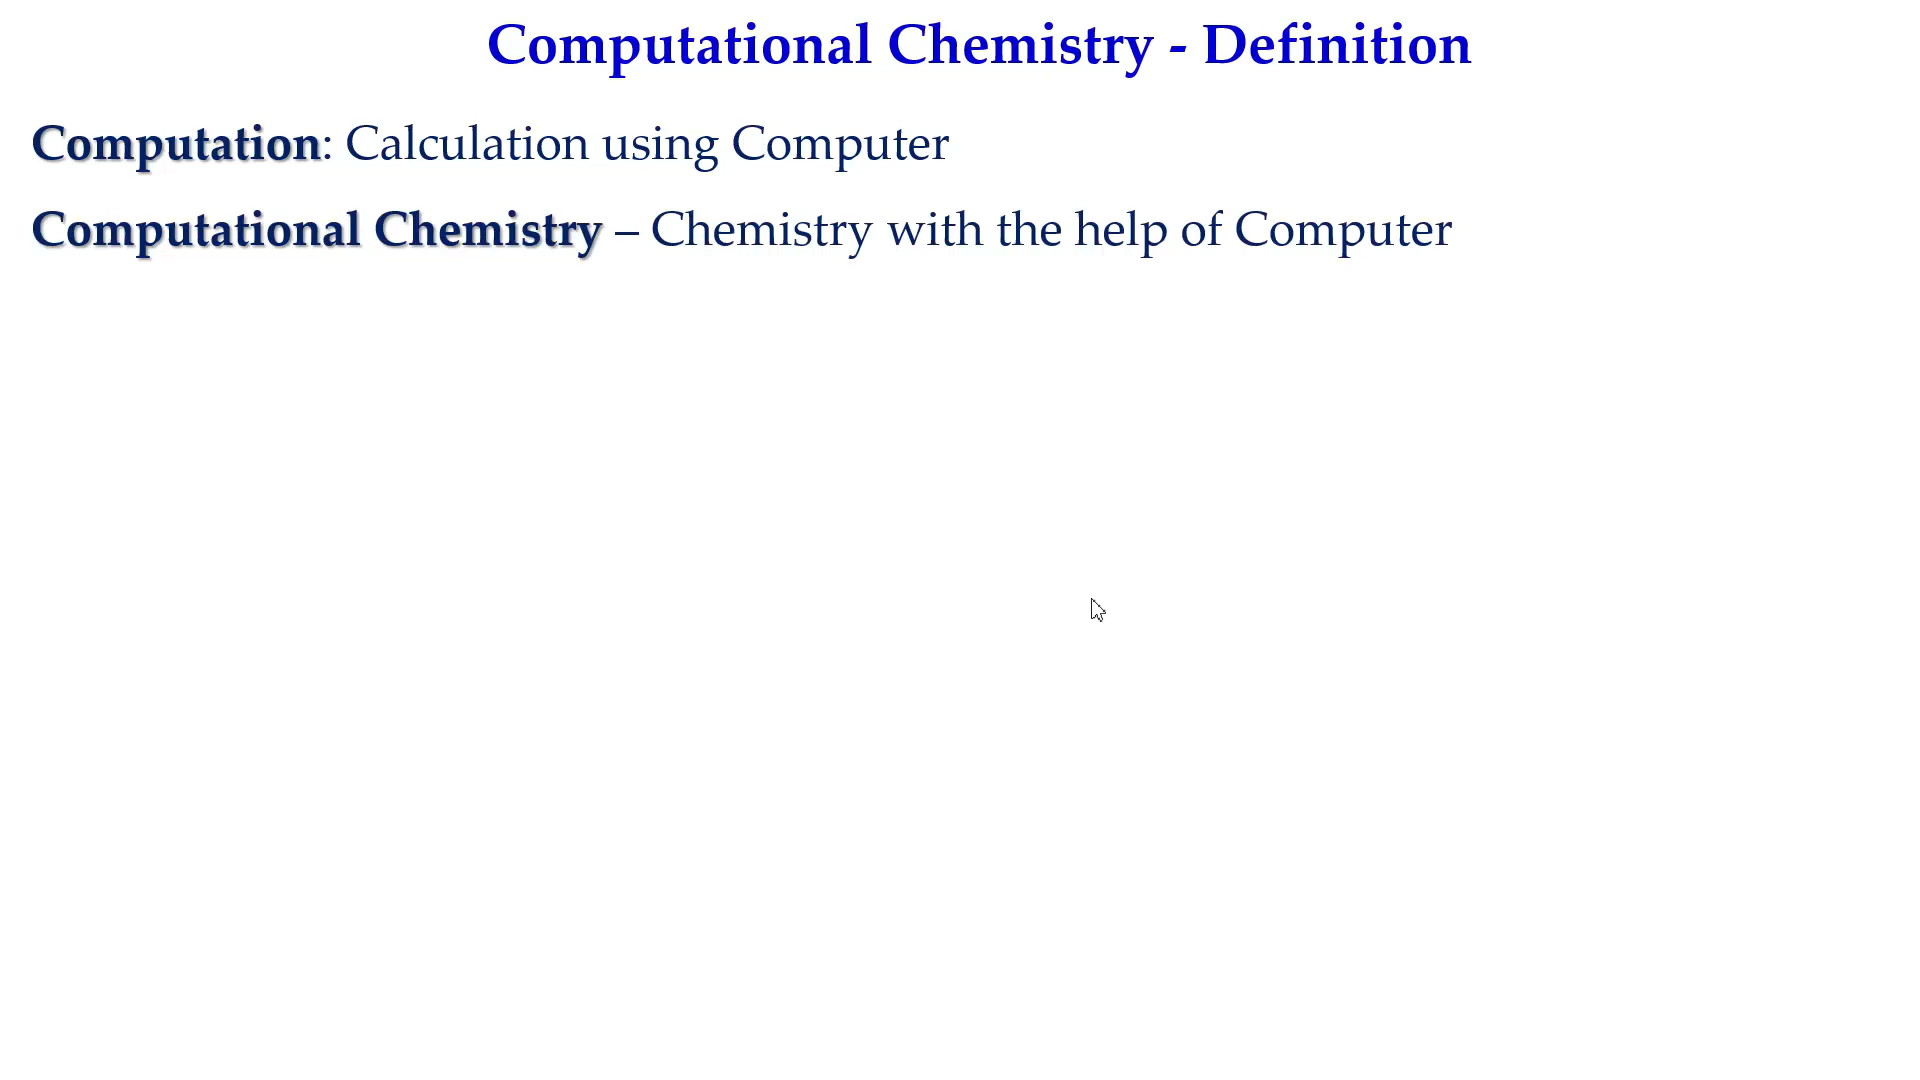 Computational Chemistry - Definition
Computation: Calculation using Computer
Computational Chemistry – Chemistry with the help of Computer